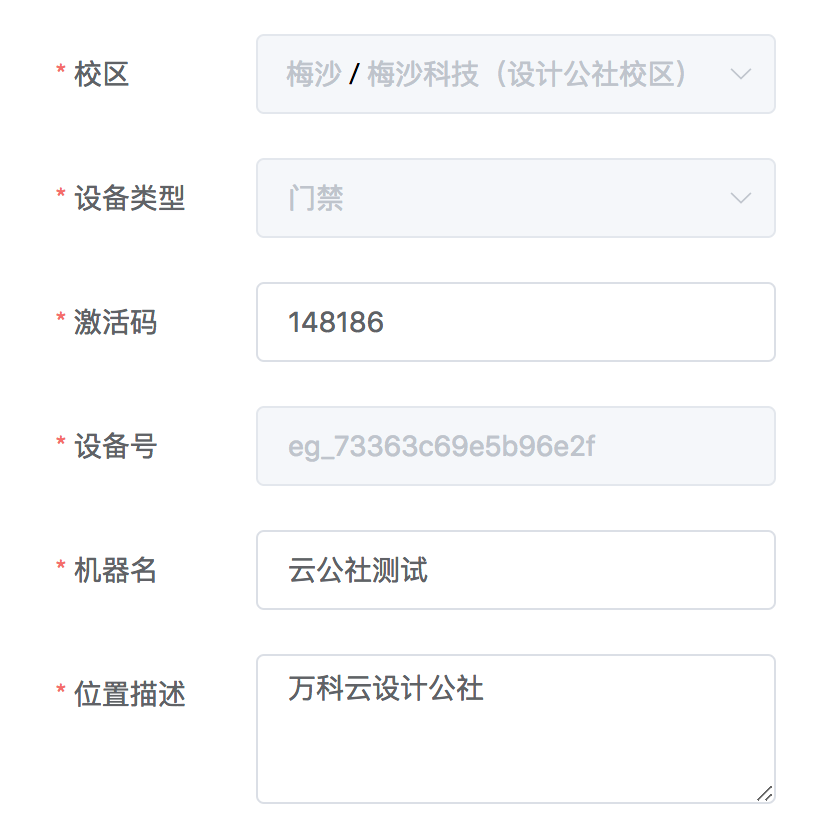 * 校区 梅沙 / 梅沙科技（设计公社校区）
* 设备类型 门禁
* 激活码 148186
* 设备号 eg_73363c69e5b96e2f
* 机器名 云公社测试
* 位置描述 万科云设计公社